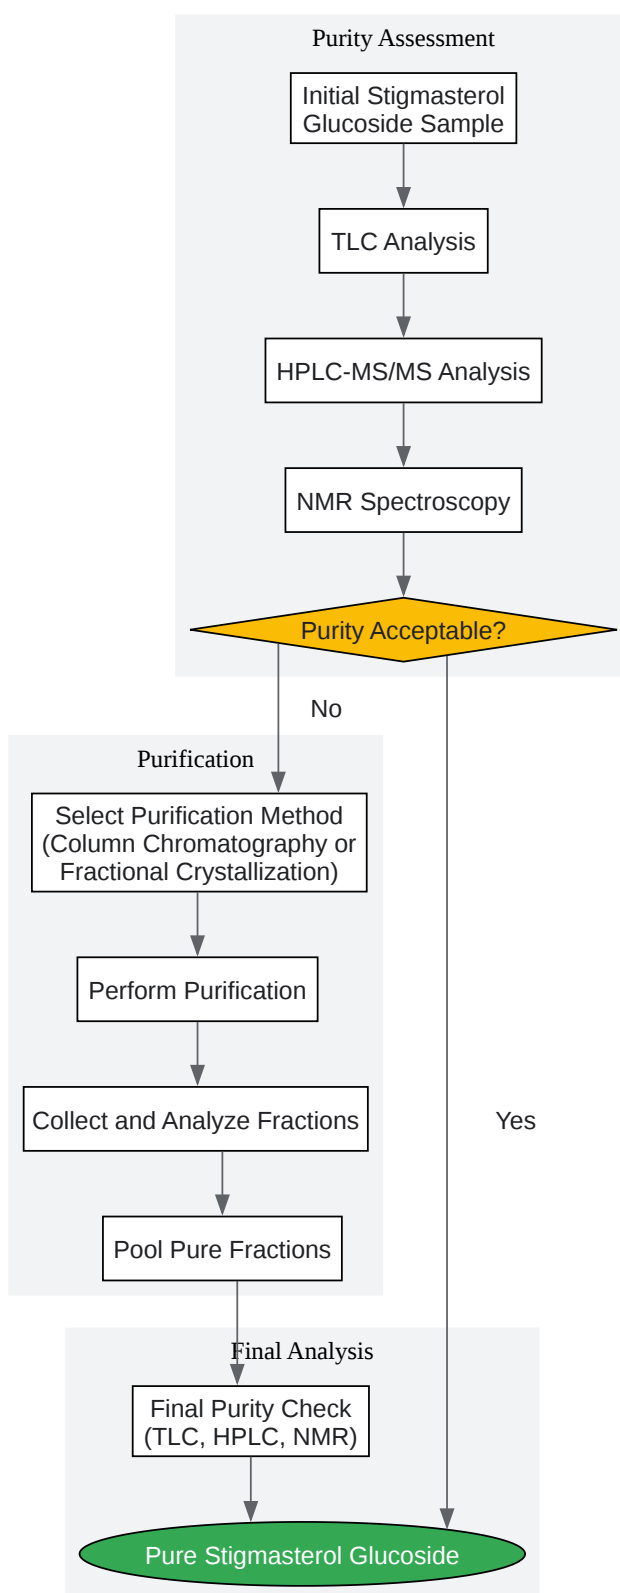 Purity Assessment
Initial Stigmasterol
Glucoside Sample
TLC Analysis
HPLC-MS/MS Analysis
NMR Spectroscopy
Purity Acceptable?
No
Purification
Select Purification Method
(Column Chromatography or
Fractional Crystallization)
Perform Purification
Collect and Analyze Fractions
Yes
Pool Pure Fractions
Final Analysis
Final Purity Check
(TLC, HPLC, NMR)
Pure Stigmasterol Glucoside